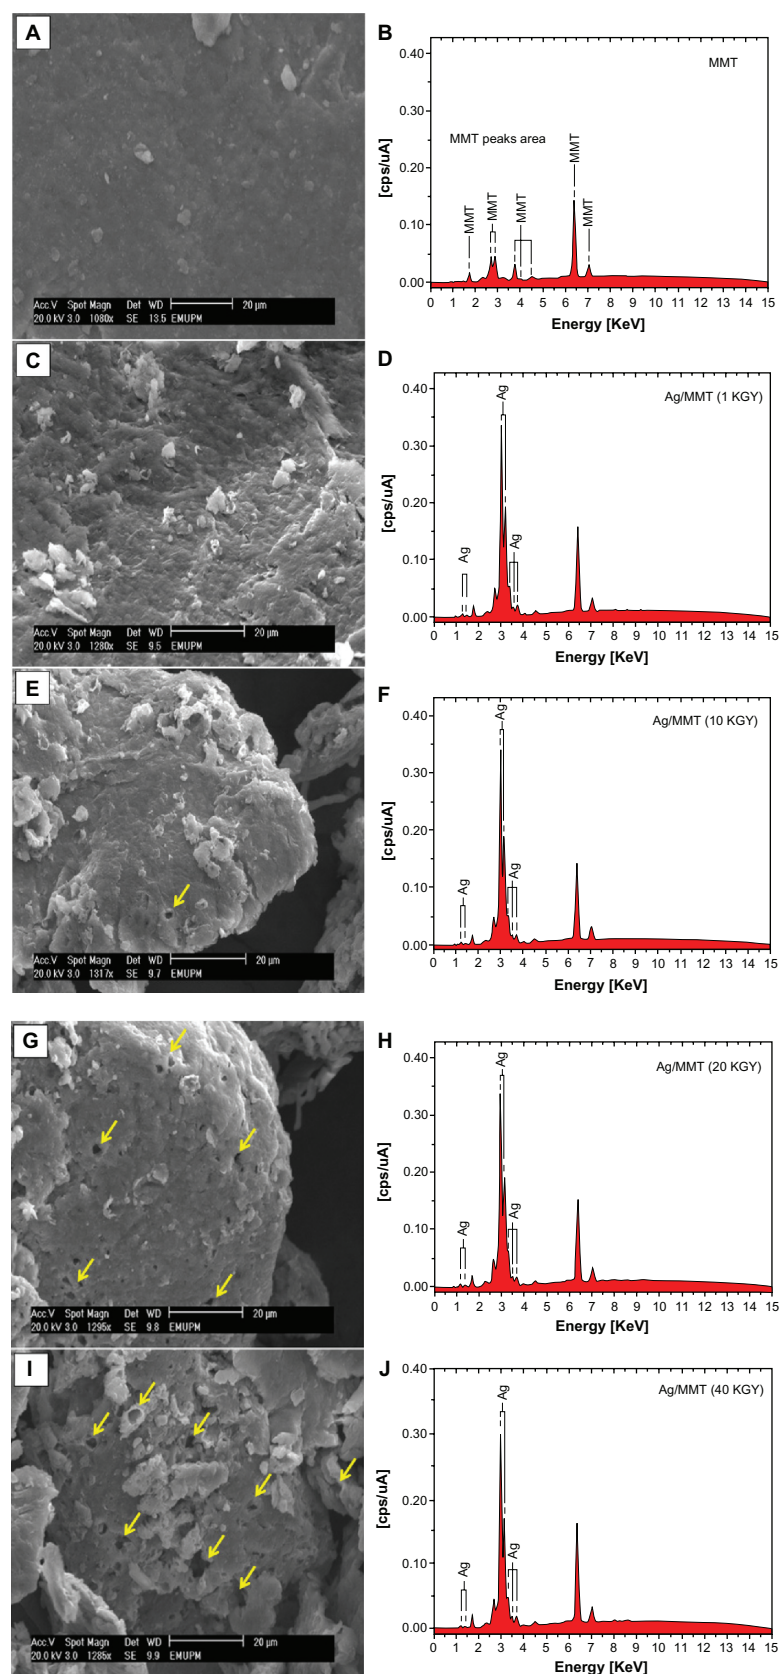 A
Acc.V Spot Magn Det WD 20 µm
20.0 kV 3.0 1080x SE 13.5 EMUPM
B
MMT
MMT peaks area
MMT
MMT
MMT
MMT
MMT
[cps/uA]
0.40
0.30
0.20
0.10
0.00
0 1 2 3 4 5 6 7 8 9 10 11 12 13 14 15
Energy [KeV]
C
Acc.V Spot Magn Det WD 20 µm
20.0 kV 3.0 1280x SE 9.5 EMUPM
D
Ag/MMT (1 KGY)
Ag
Ag
Ag
[cps/uA]
0.40
0.30
0.20
0.10
0.00
0 1 2 3 4 5 6 7 8 9 10 11 12 13 14 15
Energy [KeV]
E
Acc.V Spot Magn Det WD 20 µm
20.0 kV 3.0 1317x SE 9.7 EMUPM
F
Ag/MMT (10 KGY)
Ag
Ag
Ag
[cps/uA]
0.40
0.30
0.20
0.10
0.00
0 1 2 3 4 5 6 7 8 9 10 11 12 13 14 15
Energy [KeV]
G
Acc.V Spot Magn Det WD 20 µm
20.0 kV 3.0 1295x SE 9.8 EMUPM
H
Ag/MMT (20 KGY)
Ag
Ag
Ag
[cps/uA]
0.40
0.30
0.20
0.10
0.00
0 1 2 3 4 5 6 7 8 9 10 11 12 13 14 15
Energy [KeV]
I
Acc.V Spot Magn Det WD 20 µm
20.0 kV 3.0 1285x SE 9.9 EMUPM
J
Ag/MMT (40 KGY)
Ag
Ag
Ag
[cps/uA]
0.40
0.30
0.20
0.10
0.00
0 1 2 3 4 5 6 7 8 9 10 11 12 13 14 15
Energy [KeV]